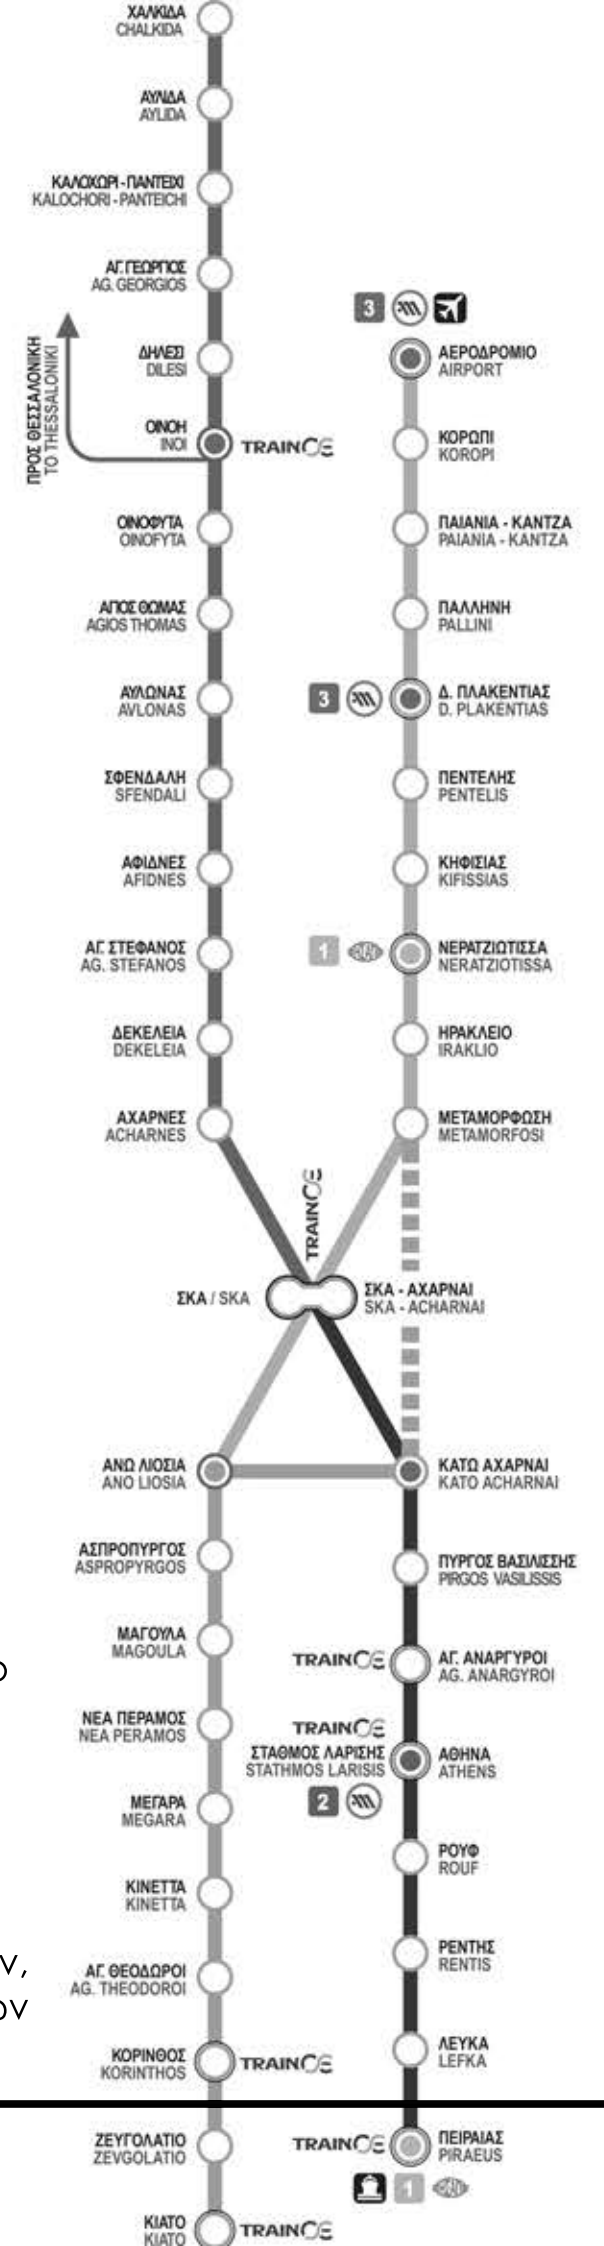 ΧΑΛΚΙΔΑ
CHALKIDA
ΑΥΛΙΔΑ
AYLIDA
ΚΑΛΟΧΩΡΙ - ΠΑΝΤΕΙΧΙ
KALOCHORI - PANTEICHI
ΑΓ. ΓΕΩΡΓΙΟΣ
AG. GEORGIOS
ΔΗΛΕΣΙ
DILESI
ΠΡΟΣ ΘΕΣΣΑΛΟΝΙΚΗ
TO THESSALONIKI
ΟΙΝΟΗ
INOI
TRAINOSE
ΟΙΝΟΦΥΤΑ
OINOFYTA
ΑΓΙΟΣ ΘΩΜΑΣ
AGIOS THOMAS
ΑΥΛΩΝΑΣ
AVLONAS
ΣΦΕΝΔΑΛΗ
SFENDALI
ΑΦΙΔΝΕΣ
AFIDNES
ΑΓ. ΣΤΕΦΑΝΟΣ
AG. STEFANOS
ΔΕΚΕΛΕΙΑ
DEKELEIA
ΑΧΑΡΝΕΣ
ACHARNES
3
ΑΕΡΟΔΡΟΜΙΟ
AIRPORT
ΚΟΡΩΠΙ
KOROPI
ΠΑΙΑΝΙΑ - ΚΑΝΤΖΑ
PAIANIA - KANTZA
ΠΑΛΛΗΝΗ
PALLINI
3
Δ. ΠΛΑΚΕΝΤΙΑΣ
D. PLAKENTIAS
ΠΕΝΤΕΛΗΣ
PENTELIS
ΚΗΦΙΣΙΑΣ
KIFISSIAS
1
ΝΕΡΑΤΖΙΩΤΙΣΣΑ
NERATZIOTISSA
ΗΡΑΚΛΕΙΟ
IRAKLIO
ΜΕΤΑΜΟΡΦΩΣΗ
METAMORFOSI
TRAINOSE
ΣΚΑ / SKA
ΣΚΑ - ΑΧΑΡΝΑΙ
SKA - ACHARNAI
ΑΝΩ ΛΙΟΣΙΑ
ANO LIOSIA
ΑΣΠΡΟΠΥΡΓΟΣ
ASPROPYRGOS
ΜΑΓΟΥΛΑ
MAGOULA
ΝΕΑ ΠΕΡΑΜΟΣ
NEA PERAMOS
ΜΕΓΑΡΑ
MEGARA
ΚΙΝΕΤΤΑ
KINETTA
ΑΓ. ΘΕΟΔΩΡΟΙ
AG. THEODOROI
ΚΟΡΙΝΘΟΣ
KORINTHOS
TRAINOSE
ΖΕΥΓΟΛΑΤΙΟ
ZEVGOLATIO
ΚΙΑΤΟ
KIATO
TRAINOSE
ΚΑΤΩ ΑΧΑΡΝΑΙ
KATO ACHARNAI
ΠΥΡΓΟΣ ΒΑΣΙΛΙΣΣΗΣ
PIRGOS VASILISSIS
TRAINOSE
ΑΓ. ΑΝΑΡΓΥΡΟΙ
AG. ANARGYROI
TRAINOSE
ΣΤΑΘΜΟΣ ΛΑΡΙΣΗΣ
STATHMOS LARISIS
2
ΑΘΗΝΑ
ATHENS
ΡΟΥΦ
ROUF
ΡΕΝΤΗΣ
RENTIS
ΛΕΥΚΑ
LEFKA
TRAINOSE
ΠΕΙΡΑΙΑΣ
PIRAEUS
1